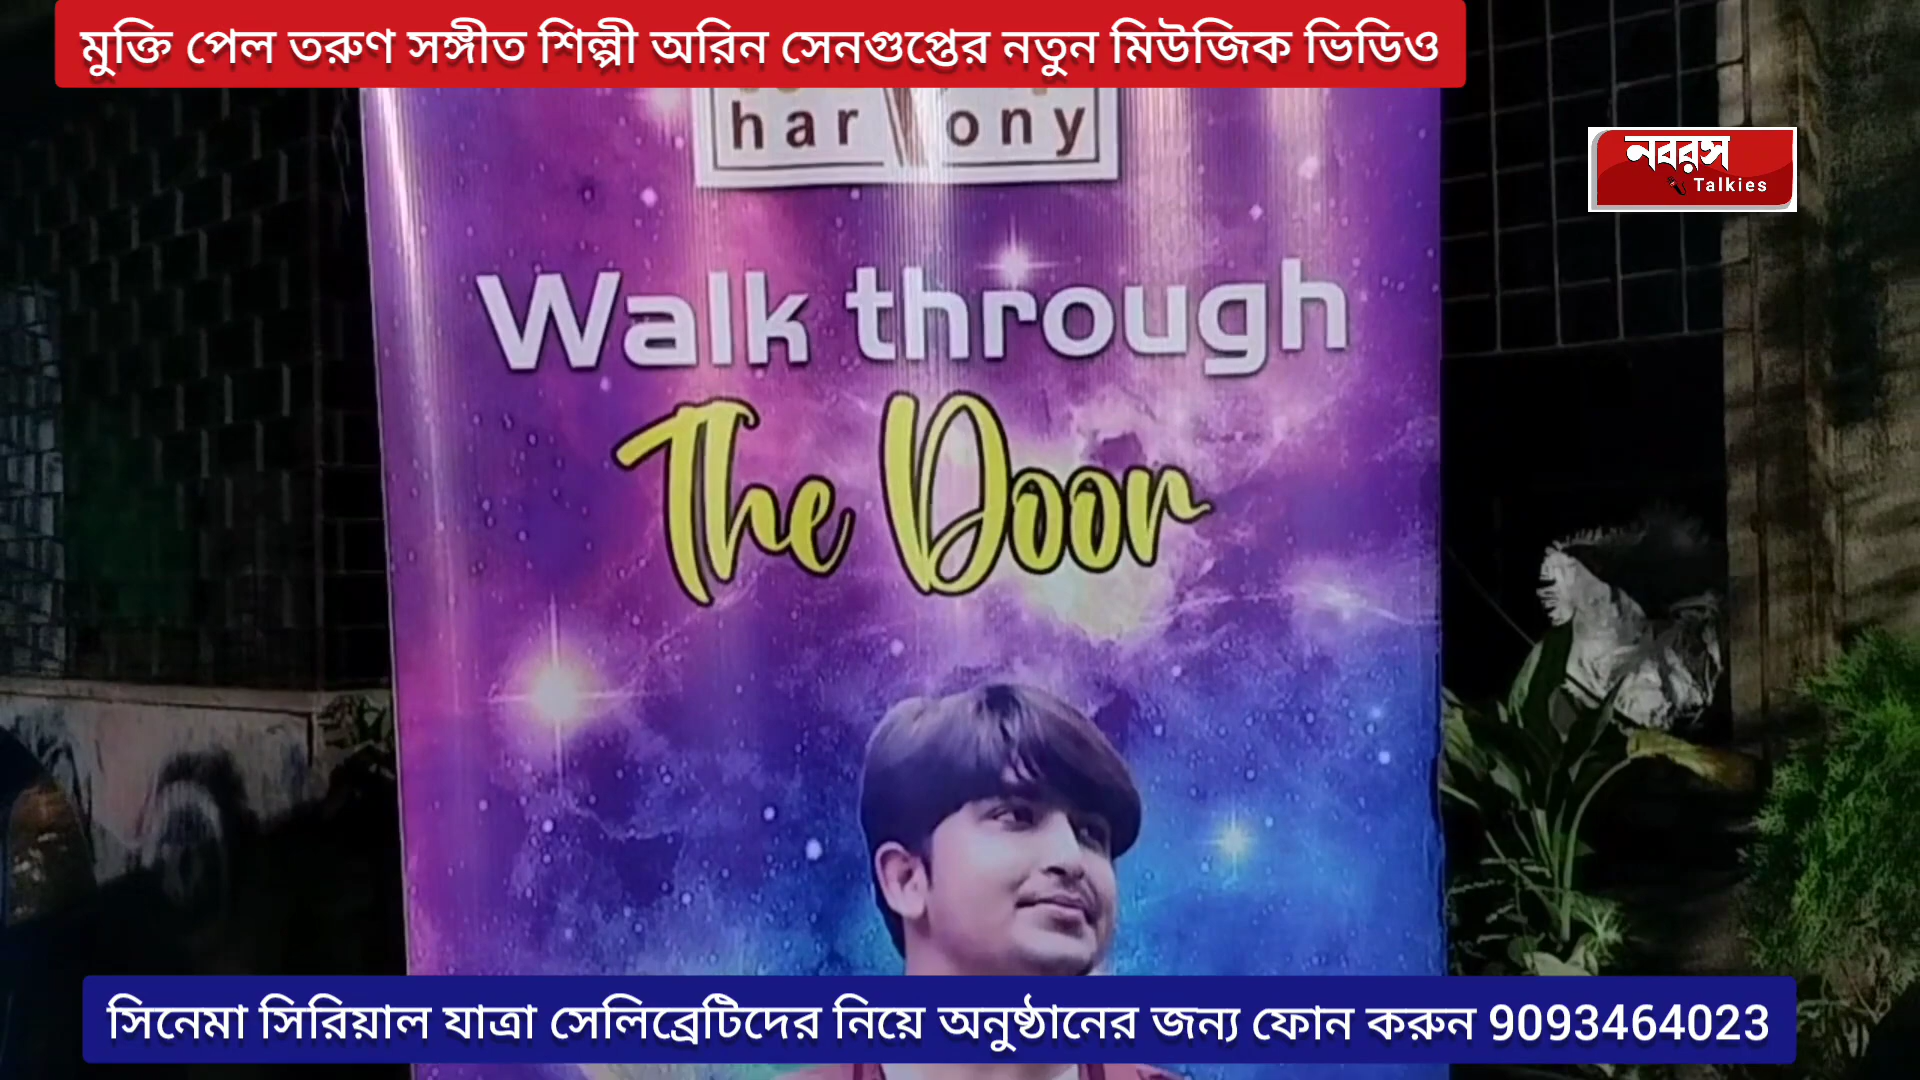 মুক্তি পেল তরুণ সঙ্গীত শিল্পী অরিন সেনগুপ্তের নতুন মিউজিক ভিডিও
har ony
নবরস
Talkies
Walk through
The Door
সিনেমা সিরিয়াল যাত্রা সেলিব্রেটিদের নিয়ে অনুষ্ঠানের জন্য ফোন করুন 9093464023